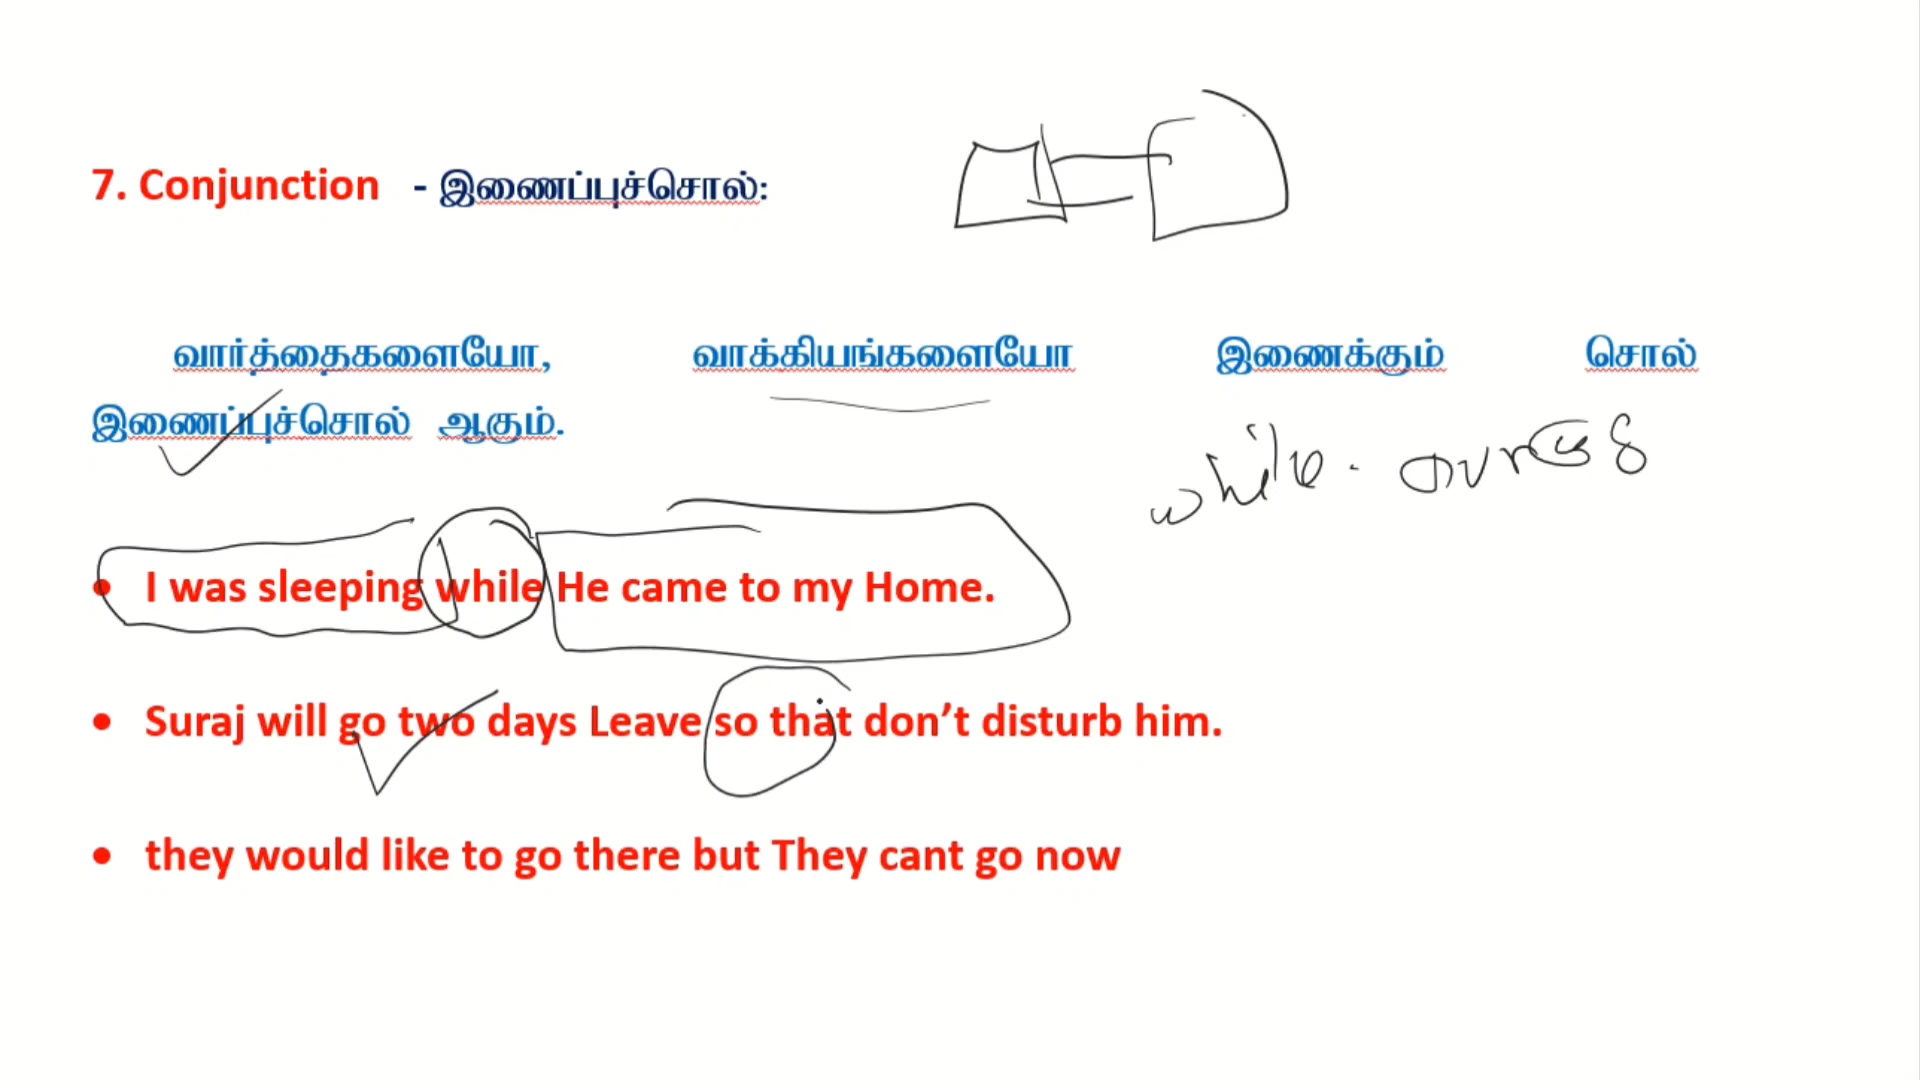 7. Conjunction - இணைப்புச்சொல்:
வார்த்தைகளையோ, வாக்கியங்களையோ இணைக்கும் சொல்
இணைப்புச்சொல் ஆகும்.
while.
• I was sleeping while He came to my Home.
• Suraj will go two days Leave so that don’t disturb him.
• they would like to go there but They cant go now